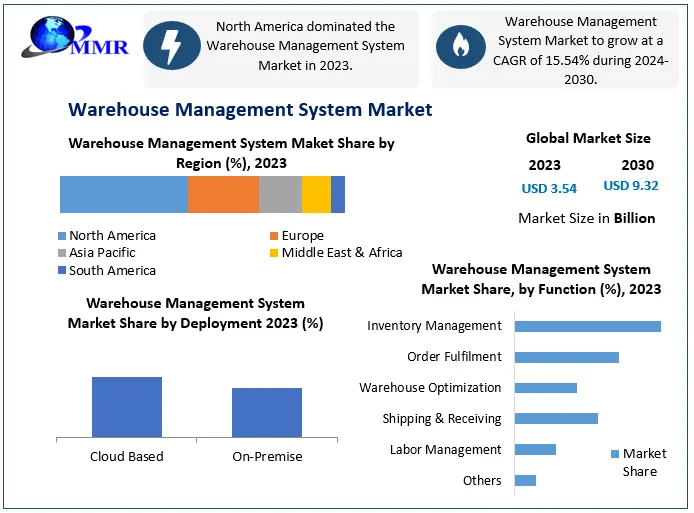 MMR
North America dominated the
Warehouse Management System
Market in 2023.
Warehouse Management
System Market to grow at a
CAGR of 15.54% during 2024-
2030.
Warehouse Management System Market
Warehouse Management System Maket Share by
Region (%), 2023
North America
Europe
Asia Pacific
Middle East & Africa
South America
Global Market Size
2023
2030
USD 3.54
USD 9.32
Market Size in Billion
Warehouse Management System
Market Share by Deployment 2023 (%)
Cloud Based
On-Premise
Warehouse Management System
Market Share, by Function (%), 2023
Inventory Management
Order Fulfilment
Warehouse Optimization
Shipping & Receiving
Labor Management
Others
Market
Share